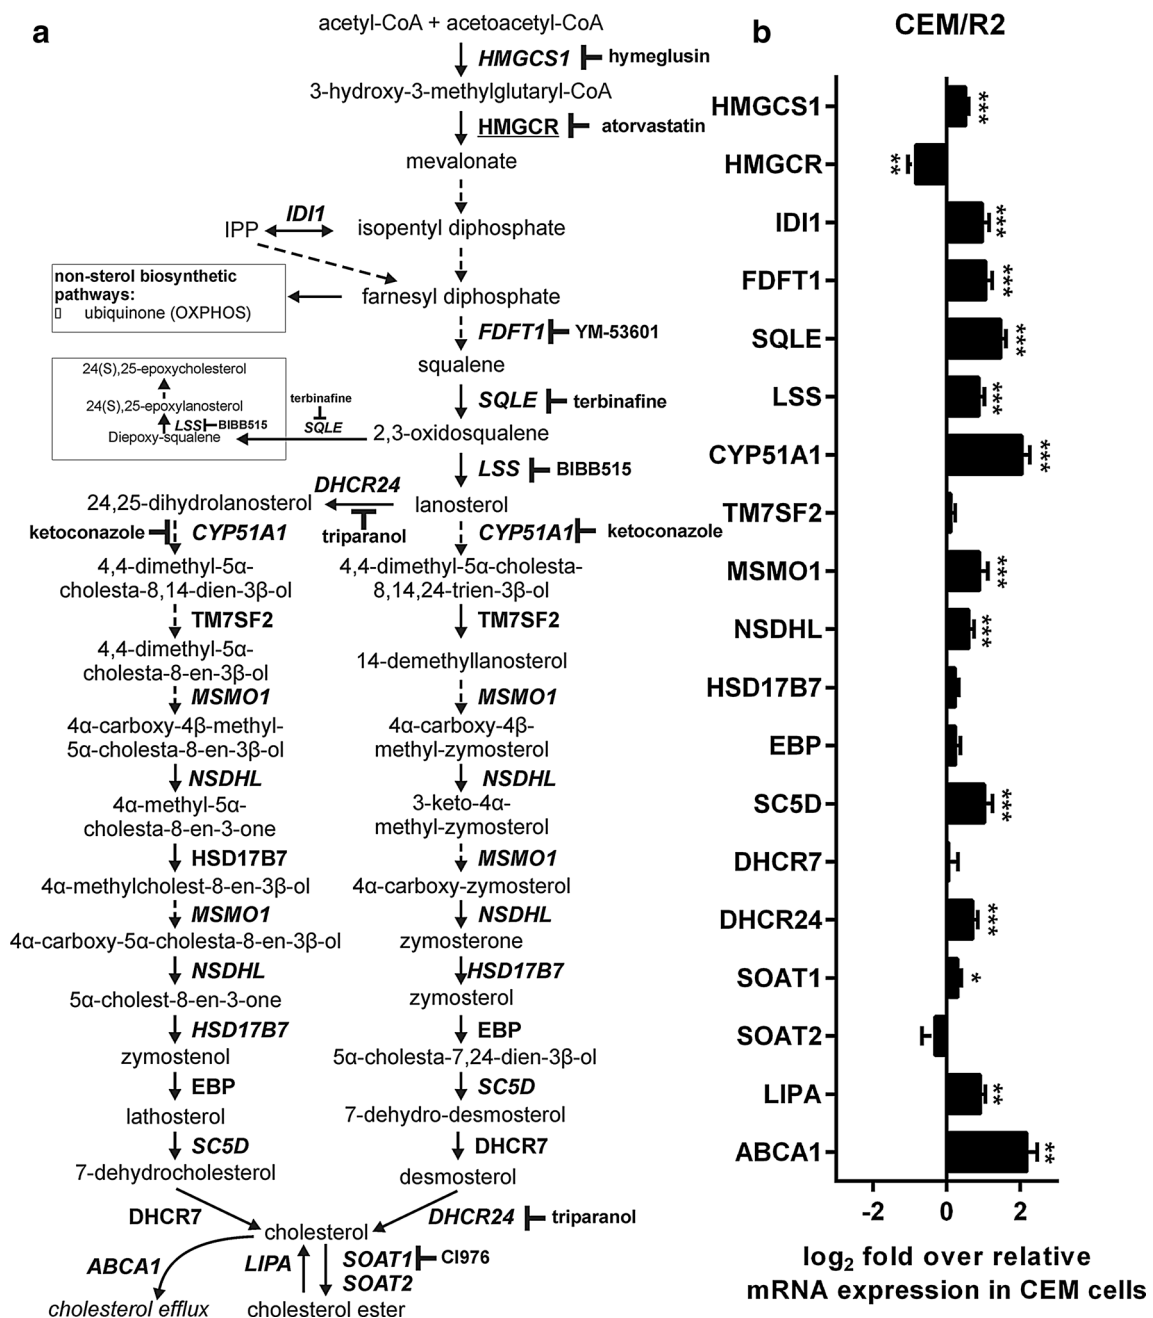 a
acetyl-CoA + acetoacetyl-CoA
HMGCS1
hymeglusin
3-hydroxy-3-methylglutaryl-CoA
HMGCR
atorvastatin
mevalonate
IPP
IDI1
isopentyl diphosphate
non-sterol biosynthetic
pathways:
ubiquinone (OXPHOS)
farnesyl diphosphate
FDFT1
YM-53601
squalene
24(S),25-epoxycholesterol
24(S),25-epoxylanosterol
LSS
BIBB515
Diepoxy-squalene
terbinafine
SQLE
SQLE
terbinafine
2,3-oxidosqualene
LSS
BIBB515
24,25-dihydrolanosterol
DHCR24
triparanol
lanosterol
ketoconazole
CYP51A1
CYP51A1
ketoconazole
4,4-dimethyl-5α-
cholesta-8,14-dien-3β-ol
TM7SF2
4,4-dimethyl-5α-
cholesta-8-en-3β-ol
MSMO1
4α-carboxy-4β-methyl-
5α-cholesta-8-en-3β-ol
NSDHL
4α-methyl-5α-
cholesta-8-en-3-one
HSD17B7
4α-methylcholest-8-en-3β-ol
MSMO1
4α-carboxy-5α-cholesta-8-en-3β-ol
NSDHL
5α-cholest-8-en-3-one
HSD17B7
zymostenol
EBP
lathosterol
SC5D
7-dehydrocholesterol
DHCR7
4,4-dimethyl-5α-cholesta-
8,14,24-trien-3β-ol
TM7SF2
14-demethyllanosterol
MSMO1
4α-carboxy-4β-
methyl-zymosterol
NSDHL
3-keto-4α-
methyl-zymosterol
MSMO1
4α-carboxy-zymosterol
NSDHL
zymosterone
HSD17B7
zymosterol
EBP
5α-cholesta-7,24-dien-3β-ol
SC5D
7-dehydro-desmosterol
DHCR7
desmosterol
DHCR24
triparanol
cholesterol
ABCA1
cholesterol efflux
LIPA
SOAT1
CI976
SOAT2
cholesterol ester
b
CEM/R2
HMGCS1
***
HMGCR
**
IDI1
***
FDFT1
***
SQLE
***
LSS
***
CYP51A1
***
TM7SF2
MSMO1
***
NSDHL
***
HSD17B7
EBP
SC5D
***
DHCR7
DHCR24
***
SOAT1
*
SOAT2
LIPA
**
ABCA1
**
-2 0 2
log2 fold over relative
mRNA expression in CEM cells